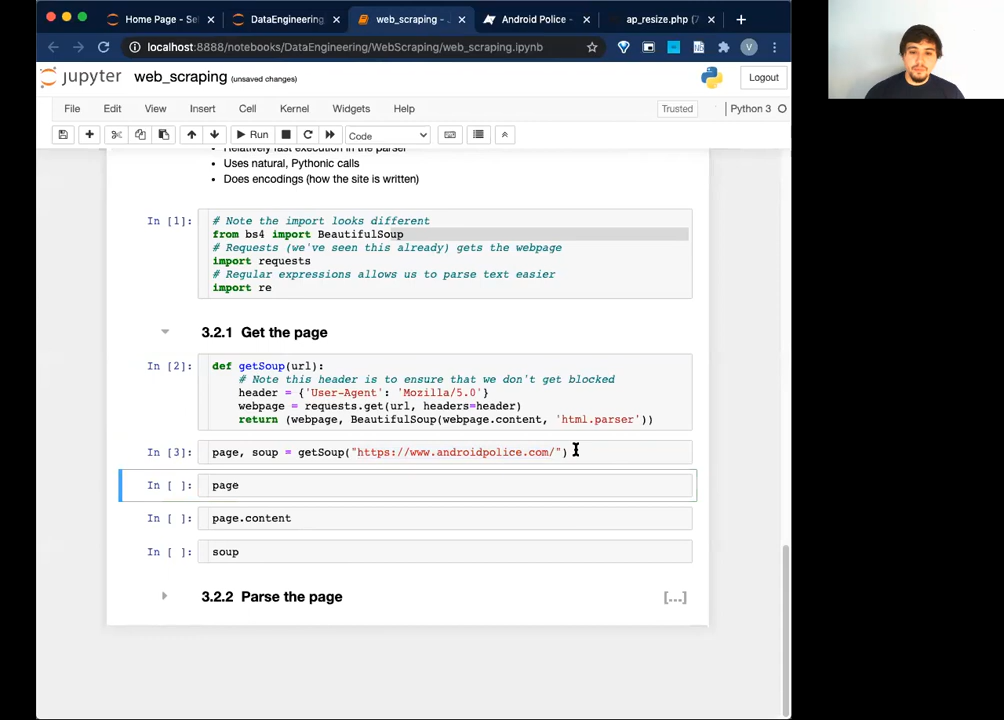 Home Page - Se
DataEngineering
web_scraping -
Android Police -
ap_resize.php (7
localhost:8888/notebooks/DataEngineering/WebScraping/web_scraping.ipynb
V
jupyter web_scraping (unsaved changes)
Logout
File Edit View Insert Cell Kernel Widgets Help
Trusted
Python 3
Run
Code
Relatively fast execution in the parser
Uses natural, Pythonic calls
Does encodings (how the site is written)
In [1]:
# Note the import looks different
from bs4 import BeautifulSoup
# Requests (we've seen this already) gets the webpage
import requests
# Regular expressions allows us to parse text easier
import re
3.2.1 Get the page
In [2]:
def getSoup(url):
# Note this header is to ensure that we don't get blocked
header = {'User-Agent': 'Mozilla/5.0'}
webpage = requests.get(url, headers=header)
return (webpage, BeautifulSoup(webpage.content, 'html.parser'))
In [3]:
page, soup = getSoup("https://www.androidpolice.com/")
In [ ]:
page
In [ ]:
page.content
In [ ]:
soup
3.2.2 Parse the page
[...]